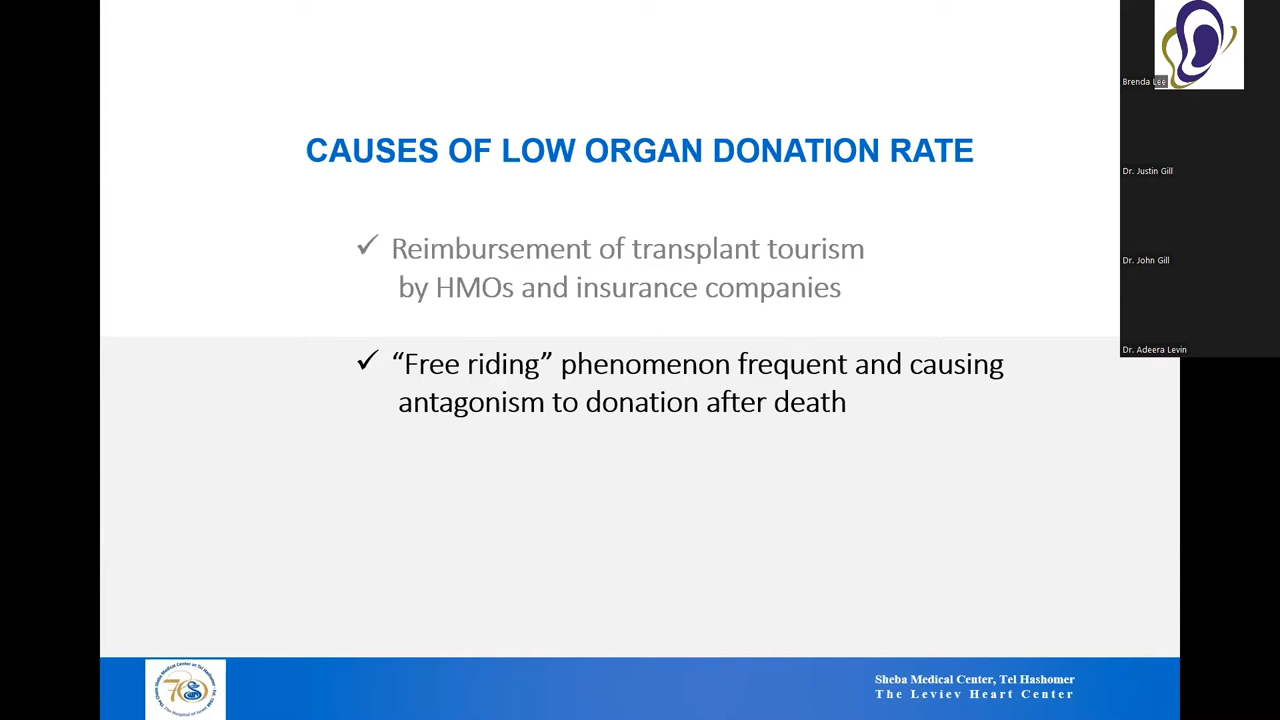 CAUSES OF LOW ORGAN DONATION RATE
✓ Reimbursement of transplant tourism
by HMOs and insurance companies
✓ “Free riding” phenomenon frequent and causing
antagonism to donation after death
Brenda Lee
Dr. Justin Gill
Dr. John Gill
Dr. Adeera Levin
Sheba Medical Center, Tel Hashomer
The Leviev Heart Center